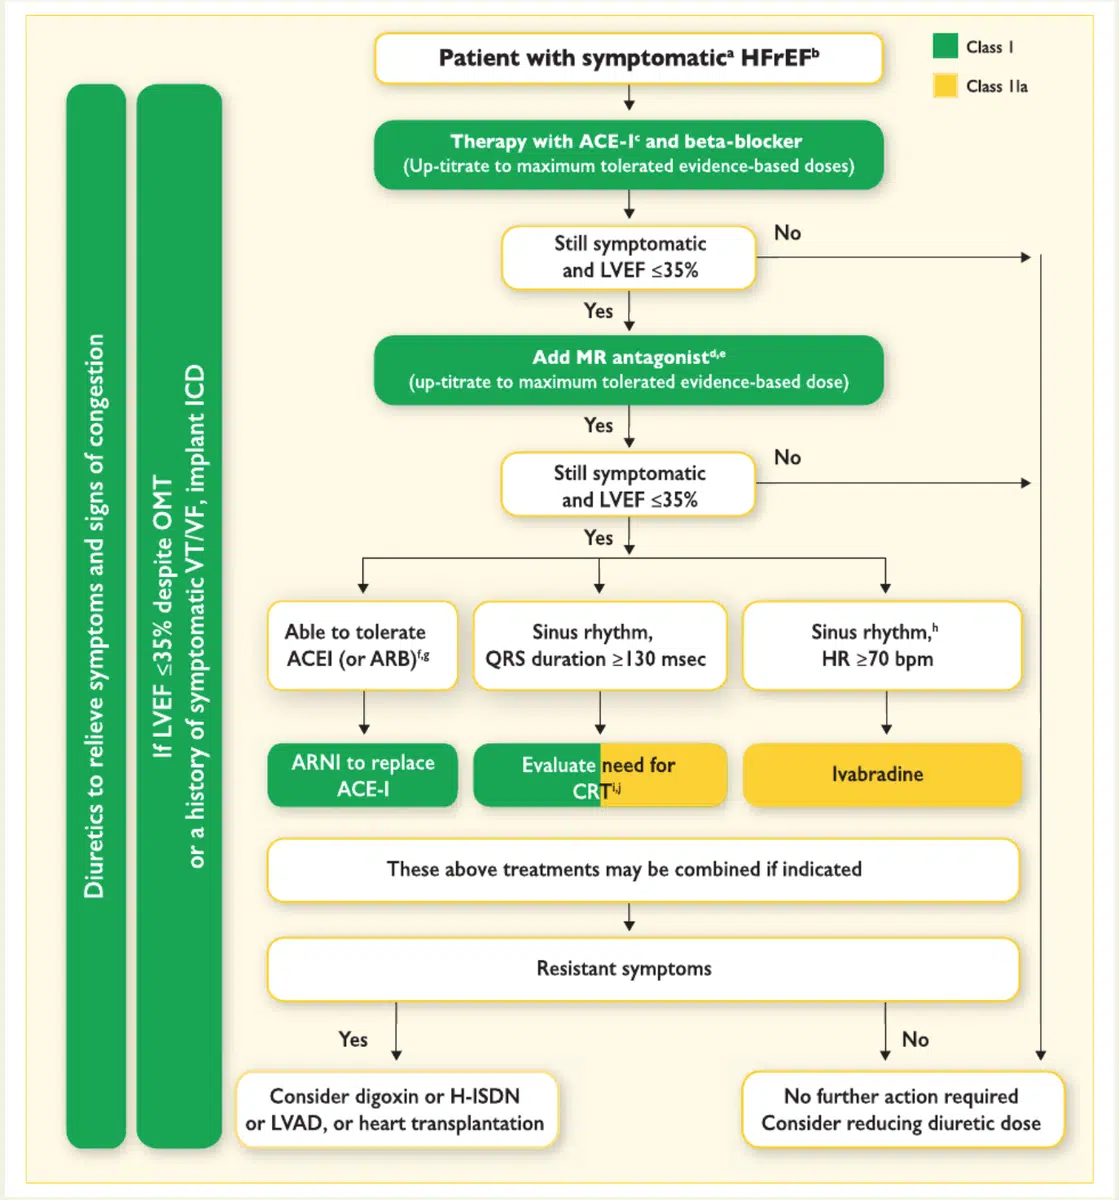 Patient with symptomaticᵃ HFrEFᵇ
Class I
Class IIa
Therapy with ACE-Iᶜ and beta-blocker
(Up-titrate to maximum tolerated evidence-based doses)
Still symptomatic
and LVEF ≤35%
No
Yes
Add MR antagonistᵈ,ᵉ
(up-titrate to maximum tolerated evidence-based dose)
Yes
Still symptomatic
and LVEF ≤35%
No
Yes
Able to tolerate
ACEI (or ARB)ᶠ,ᵍ
Sinus rhythm,
QRS duration ≥130 msec
Sinus rhythm,ʰ
HR ≥70 bpm
ARNI to replace
ACE-I
Evaluate need for
CRTⁱ,ʲ
Ivabradine
These above treatments may be combined if indicated
Resistant symptoms
Yes
No
Consider digoxin or H-ISDN
or LVAD, or heart transplantation
No further action required
Consider reducing diuretic dose
Diuretics to relieve symptoms and signs of congestion
If LVEF ≤35% despite OMT
or a history of symptomatic VT/VF, implant ICD